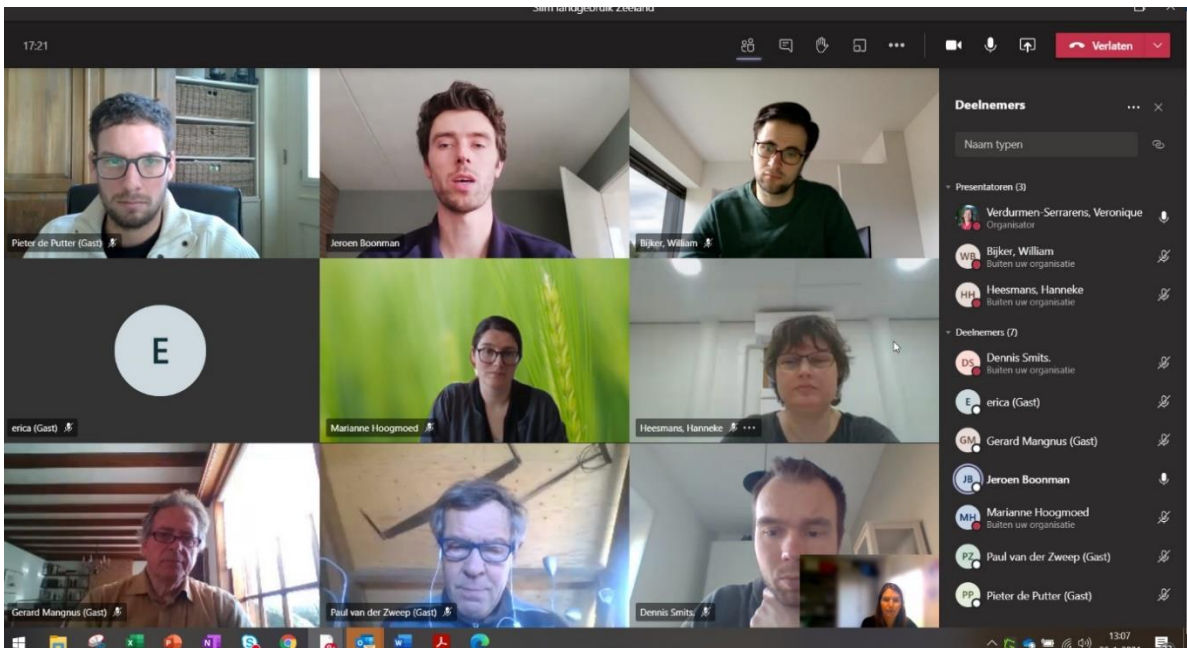 Slim landgebruik Zeeland
17:21
Verlaten
Pieter de Putter (Gast)
Jeroen Boonman
Bijker, William
E
erica (Gast)
Marianne Hoogmoed
Heesmans, Hanneke
Gerard Mangnus (Gast)
Paul van der Zweep (Gast)
Dennis Smits.
Deelnemers
Naam typen
Presentatoren (3)
Verdurmen-Serrarens, Veronique
Organisator
WB
Bijker, William
Buiten uw organisatie
HH
Heesmans, Hanneke
Buiten uw organisatie
Deelnemers (7)
DS
Dennis Smits.
Buiten uw organisatie
E
erica (Gast)
GM
Gerard Mangnus (Gast)
JB
Jeroen Boonman
MH
Marianne Hoogmoed
Buiten uw organisatie
PZ
Paul van der Zweep (Gast)
PP
Pieter de Putter (Gast)
13:07